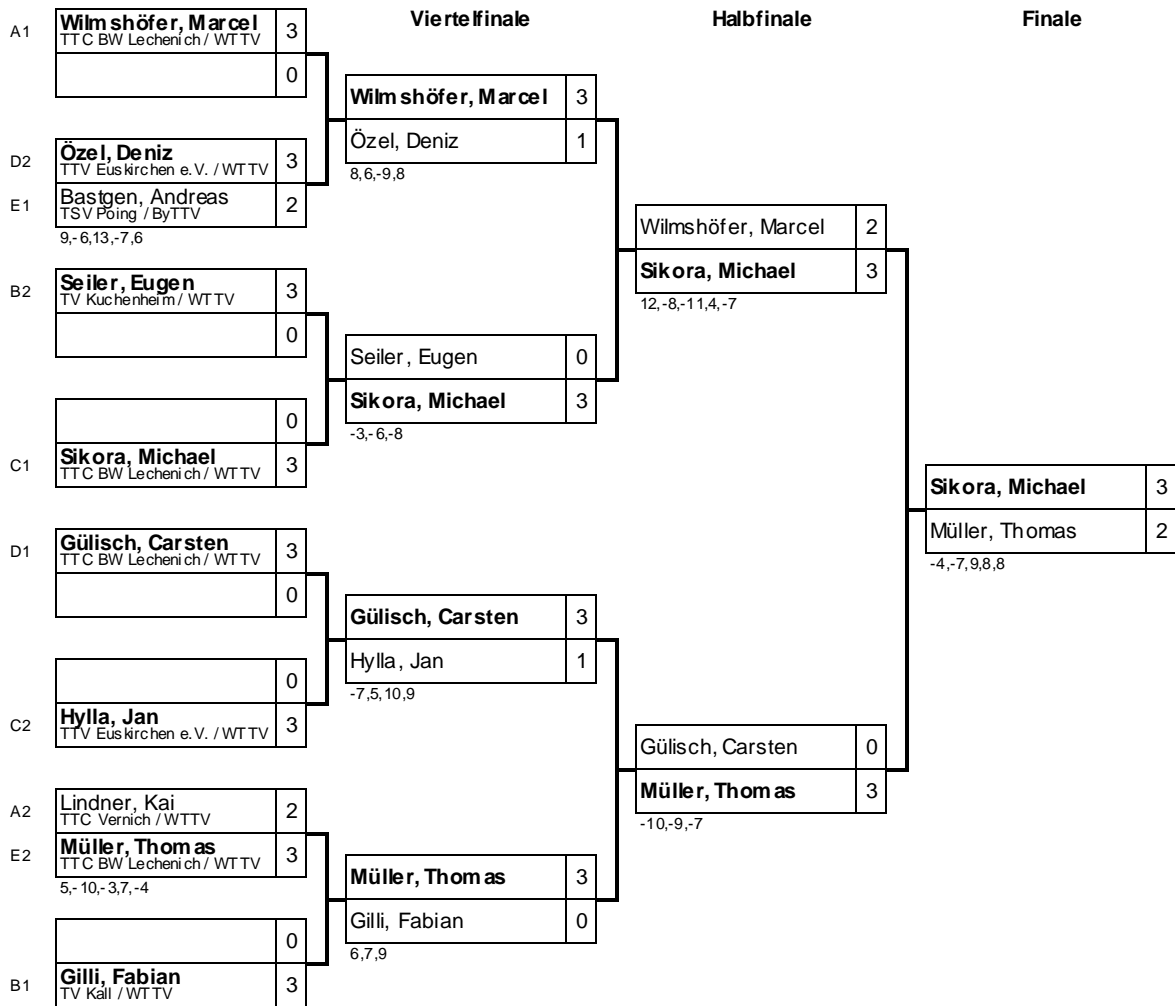 Viertelfinale Halbfinale Finale
A1 Wilmshöfer, Marcel 3
TTC BW Lechenich / WTTV
0
D2 Özel, Deniz 3
TTV Euskirchen e.V. / WTTV
E1 Bastgen, Andreas 2
TSV Poing / ByTTV
9,-6,13,-7,6
B2 Seiler, Eugen 3
TV Kuchenheim / WTTV
0
0
C1 Sikora, Michael 3
TTC BW Lechenich / WTTV
D1 Gülisch, Carsten 3
TTC BW Lechenich / WTTV
0
0
C2 Hylla, Jan 3
TTV Euskirchen e.V. / WTTV
A2 Lindner, Kai 2
TTC Vernich / WTTV
E2 Müller, Thomas 3
TTC BW Lechenich / WTTV
5,-10,-3,7,-4
0
B1 Gilli, Fabian 3
TV Kall / WTTV
Wilmshöfer, Marcel 3
Özel, Deniz 1
8,6,-9,8
Seiler, Eugen 0
Sikora, Michael 3
-3,-6,-8
Gülisch, Carsten 3
Hylla, Jan 1
-7,5,10,9
Müller, Thomas 3
Gilli, Fabian 0
6,7,9
Wilmshöfer, Marcel 2
Sikora, Michael 3
12,-8,-11,4,-7
Gülisch, Carsten 0
Müller, Thomas 3
-10,-9,-7
Sikora, Michael 3
Müller, Thomas 2
-4,-7,9,8,8